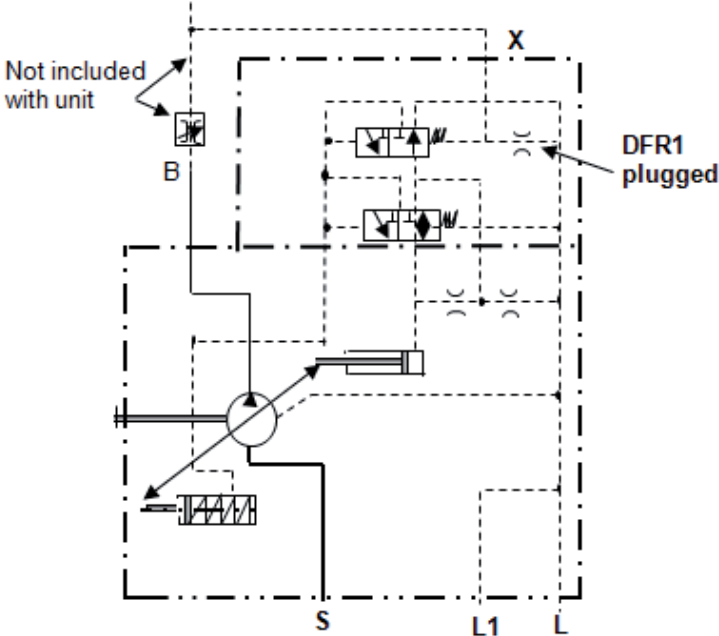 X
Not included
with unit
DFR1
plugged
B
S
L1
L